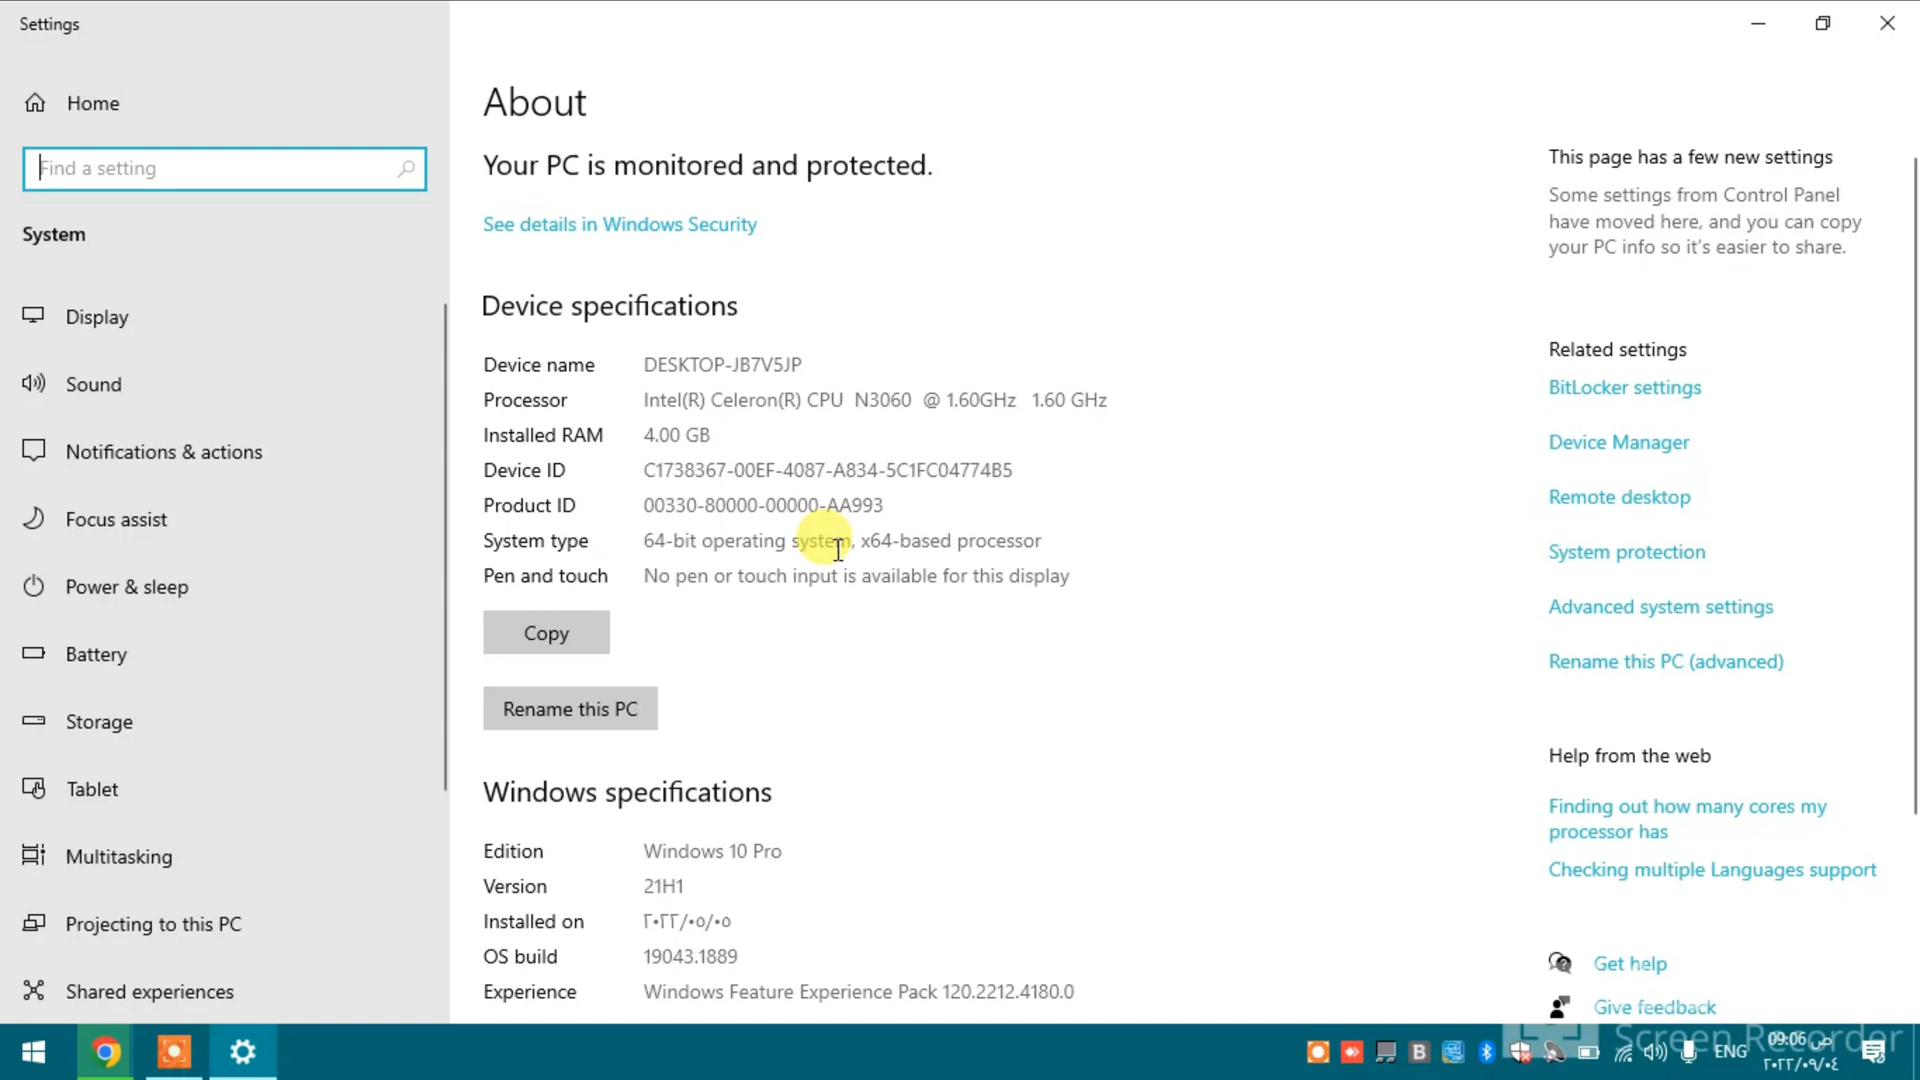 Settings
Home
Find a setting
System
Display
Sound
Notifications & actions
Focus assist
Power & sleep
Battery
Storage
Tablet
Multitasking
Projecting to this PC
Shared experiences
About
Your PC is monitored and protected.
See details in Windows Security
Device specifications
Device name DESKTOP-JB7V5JP
Processor Intel(R) Celeron(R) CPU N3060 @ 1.60GHz 1.60 GHz
Installed RAM 4.00 GB
Device ID C1738367-00EF-4087-A834-5C1FC04774B5
Product ID 00330-80000-00000-AA993
System type 64-bit operating system, x64-based processor
Pen and touch No pen or touch input is available for this display
Copy
Rename this PC
Windows specifications
Edition Windows 10 Pro
Version 21H1
Installed on ٢٠٢٢/٠٥/٠٥
OS build 19043.1889
Experience Windows Feature Experience Pack 120.2212.4180.0
This page has a few new settings
Some settings from Control Panel
have moved here, and you can copy
your PC info so it's easier to share.
Related settings
BitLocker settings
Device Manager
Remote desktop
System protection
Advanced system settings
Rename this PC (advanced)
Help from the web
Finding out how many cores my
processor has
Checking multiple Languages support
Get help
Give feedback
Screen Recorder
B
ENG
09:06 ص
٢٠٢٢/٠٩/٠٤